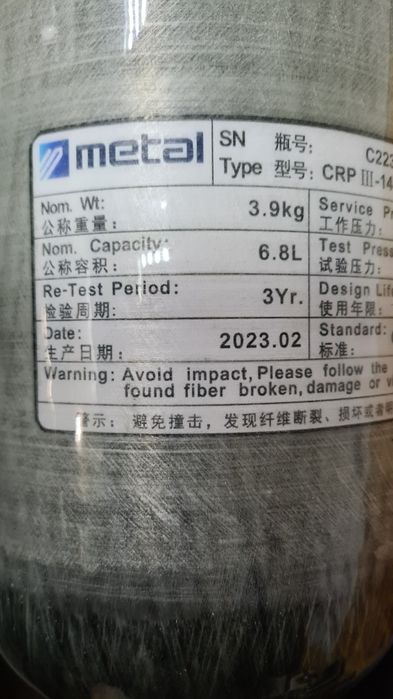 metal
SN 瓶号: C223
Type 型号: CRP III-14
Nom. Wt: 3.9kg Service Pr
公称重量: 工作压力:
Nom. Capacity: 6.8L Test Press
公称容积: 试验压力:
Re-Test Period: 3Yr. Design Life
检验周期: 使用年限:
Date: 2023.02 Standard:
生产日期: 标准:
Warning: Avoid impact, Please follow the
found fiber broken, damage or
警示: 避免撞击, 发现纤维断裂、损坏或者